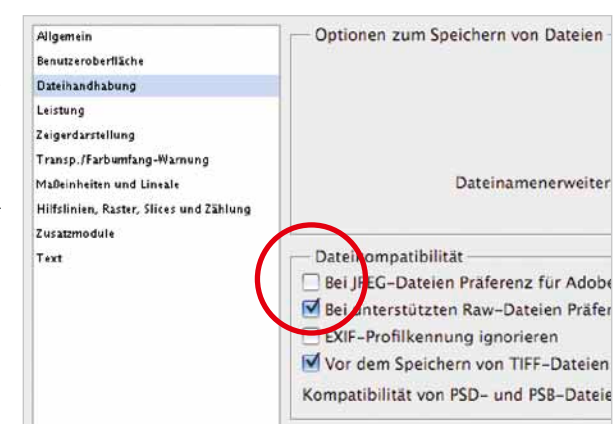 Allgemein
Benutzeroberfläche
Dateihandhabung
Leistung
Zeigerdarstellung
Transp./Farbumfang-Warnung
Maßeinheiten und Lineale
Hilfslinien, Raster, Slices und Zählung
Zusatzmodule
Text
Optionen zum Speichern von Dateien
Dateinamenerweiter
Dateikompatibilität
Bei JPEG-Dateien Präferenz für Adobe
Bei unterstützten Raw-Dateien Präfer
EXIF-Profilkennung ignorieren
Vor dem Speichern von TIFF-Dateien
Kompatibilität von PSD- und PSB-Dateie